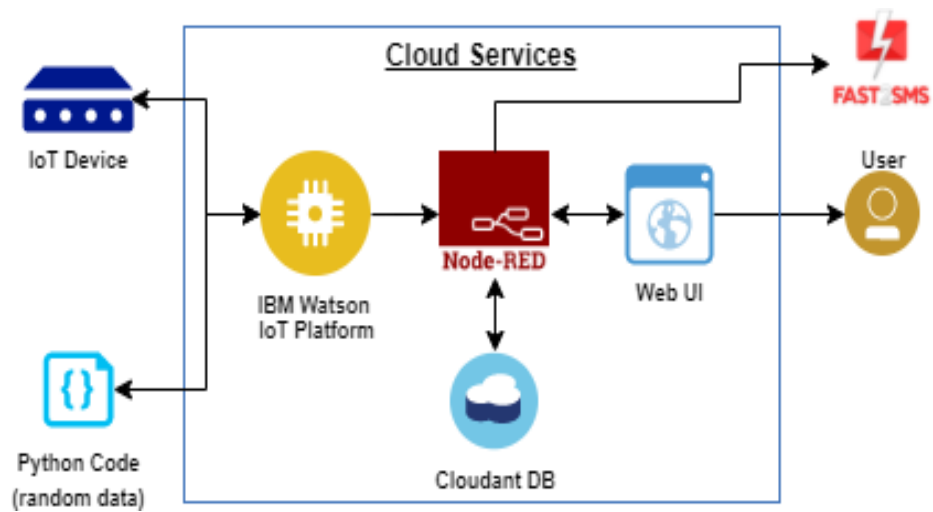 Cloud Services
FAST2SMS
IoT Device
User
Node-RED
IBM Watson
IoT Platform
Web UI
Python Code
(random data)
Cloudant DB